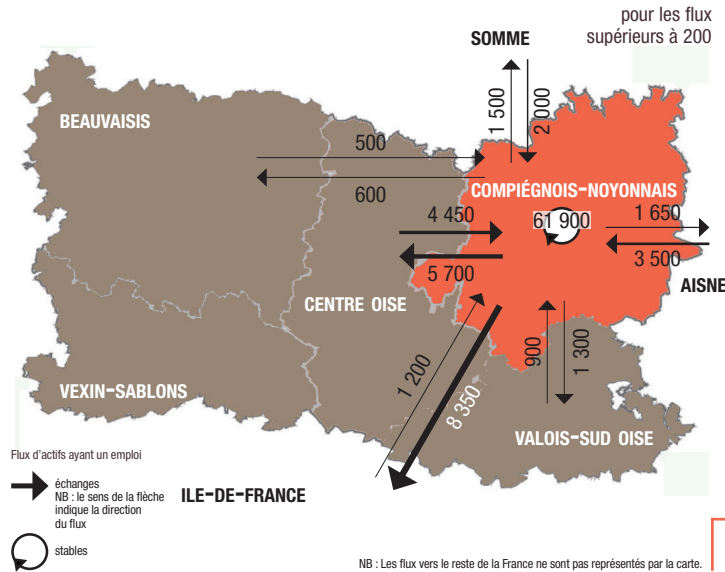 pour les flux
supérieurs à 200
SOMME
1 500
2 000
BEAUVAISIS
500
600
COMPIÉGNOIS-NOYONNAIS
61 900
4 450
5 700
1 650
3 500
AISNE
CENTRE OISE
900
1 300
1 200
8 350
VEXIN-SABLONS
VALOIS-SUD OISE
Flux d'actifs ayant un emploi
échanges
NB : le sens de la flèche
indique la direction
du flux
ILE-DE-FRANCE
stables
NB : Les flux vers le reste de la France ne sont pas représentés par la carte.